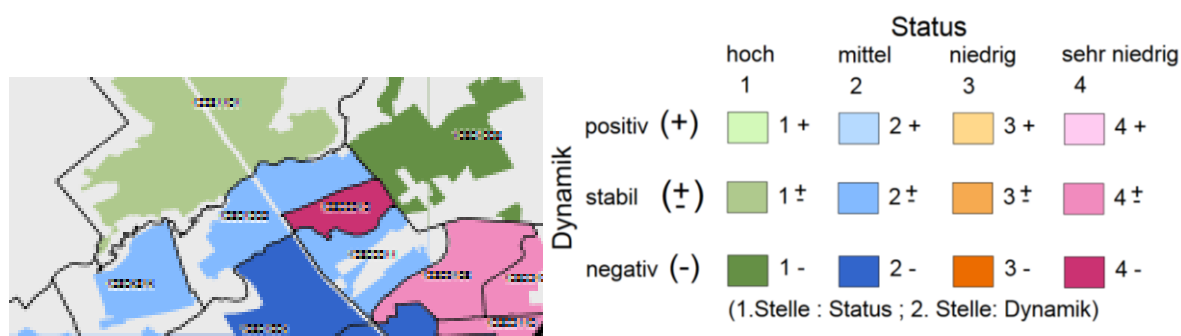 Status
hoch mittel niedrig sehr niedrig
1 2 3 4
Dynamik
positiv (+) 1 + 2 + 3 + 4 +
stabil (±) 1 ± 2 ± 3 ± 4 ±
negativ (-) 1 - 2 - 3 - 4 -
(1.Stelle : Status ; 2. Stelle: Dynamik)